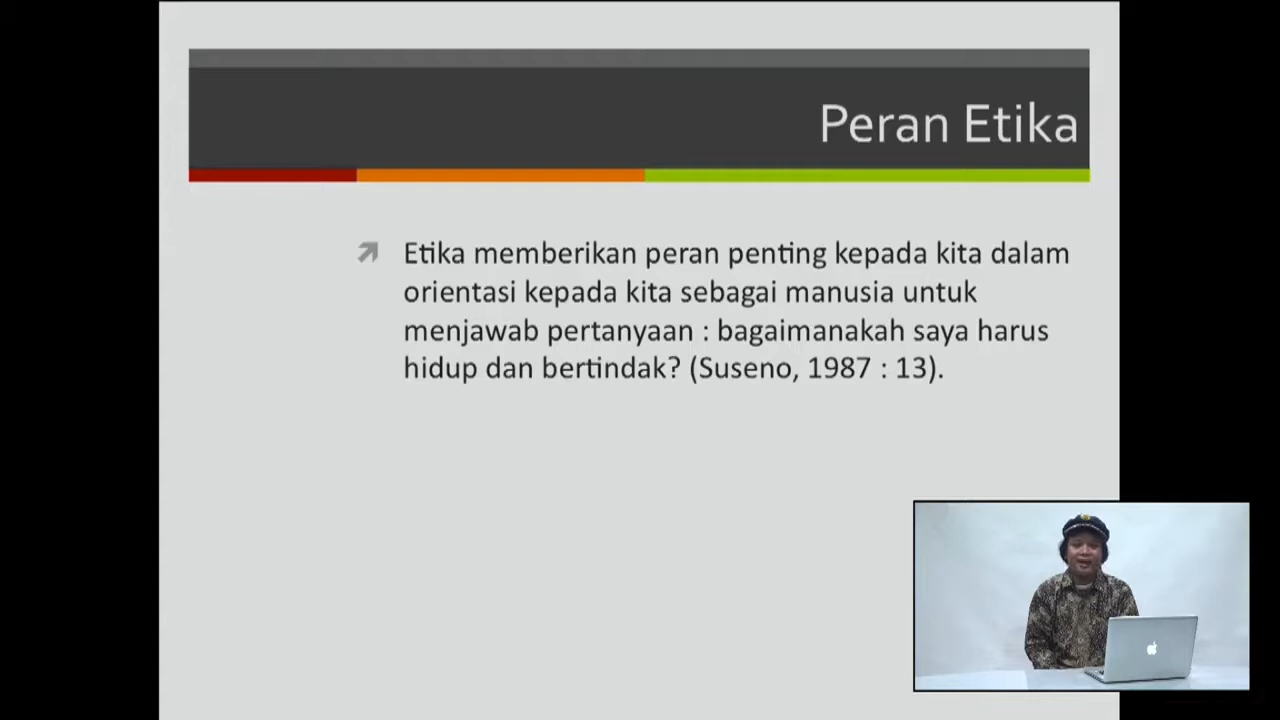 Peran Etika
Etika memberikan peran penting kepada kita dalam
orientasi kepada kita sebagai manusia untuk
menjawab pertanyaan : bagaimanakah saya harus
hidup dan bertindak? (Suseno, 1987 : 13).